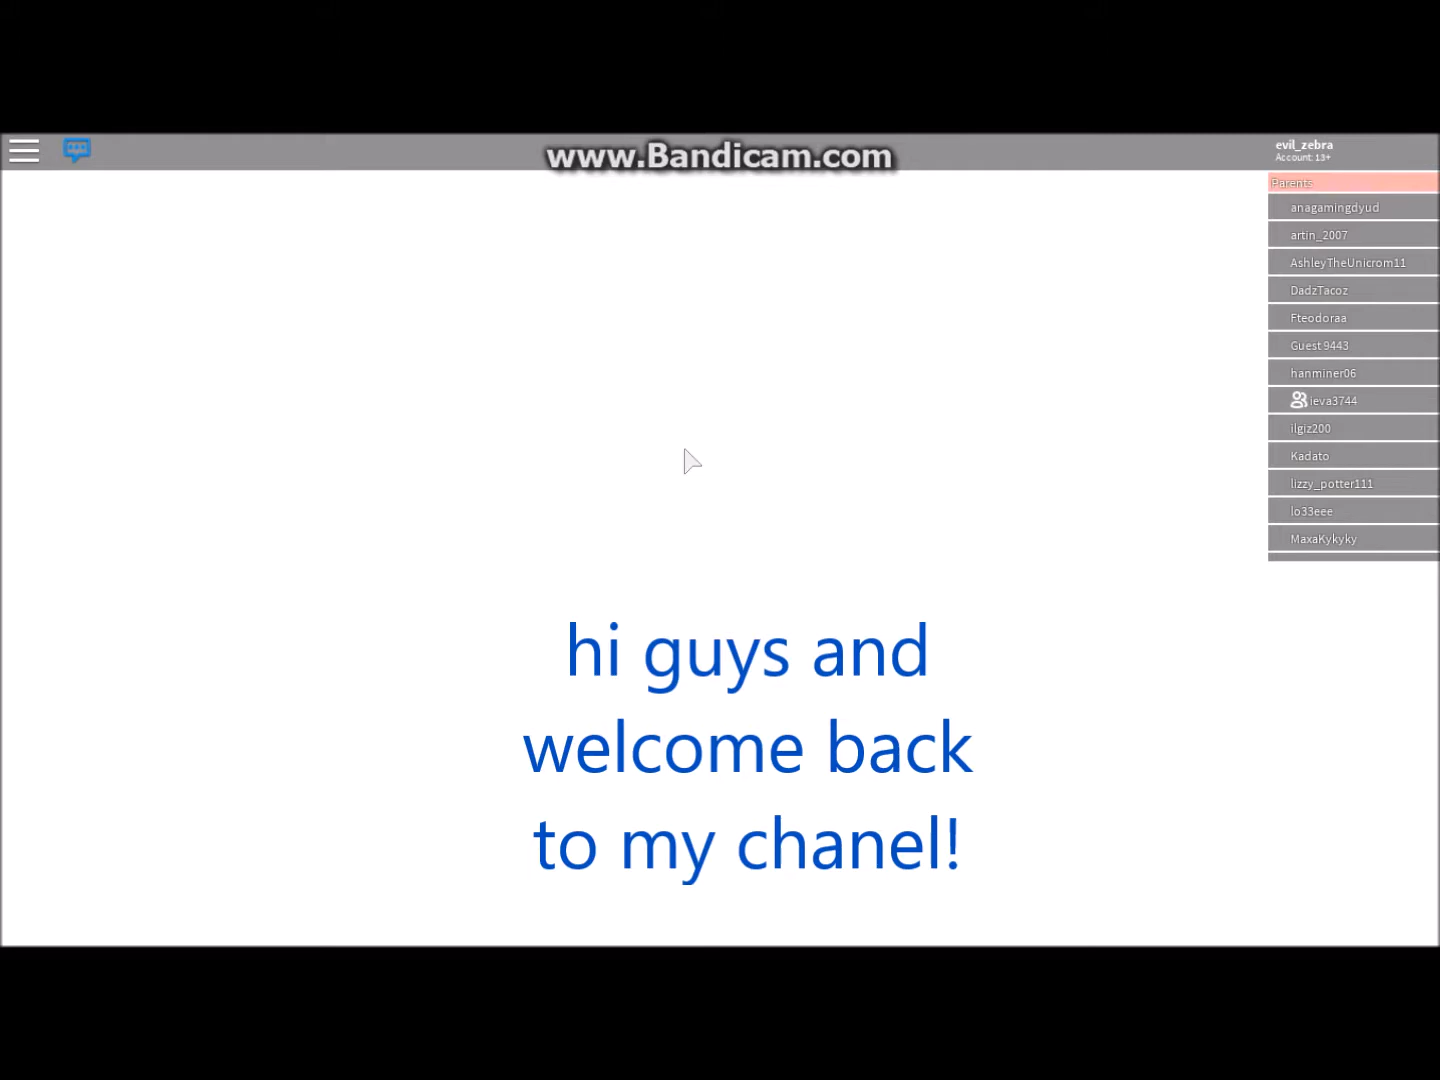 www.Bandicam.com
evil_zebra
Account: 13+
Parents
anagamingdyud
artin_2007
AshleyTheUnicrom11
DadzTacoz
Fteodoraa
Guest 9443
hanminer06
ieva3744
ilgiz200
Kadato
lizzy_potter111
lo33eee
MaxaKykyky
hi guys and
welcome back
to my chanel!